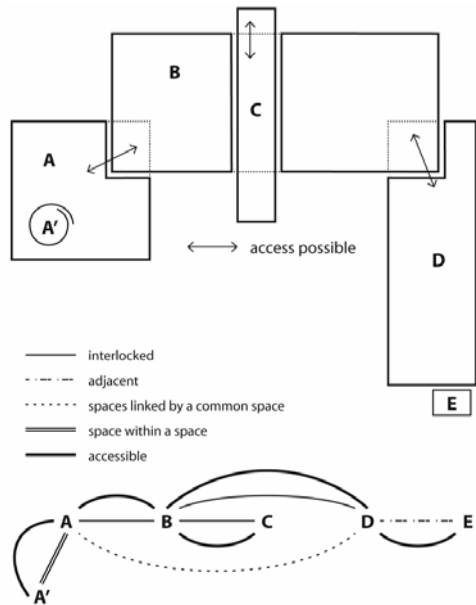 B
C
A
A'
access possible
D
E
interlocked
adjacent
spaces linked by a common space
space within a space
accessible
A B C D E
A'